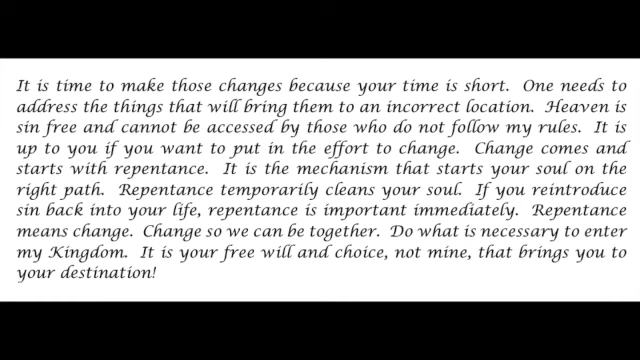 It is time to make those changes because your time is short. One needs to
address the things that will bring them to an incorrect location. Heaven is
sin free and cannot be accessed by those who do not follow my rules. It is
up to you if you want to put in the effort to change. Change comes and
starts with repentance. It is the mechanism that starts your soul on the
right path. Repentance temporarily cleans your soul. If you reintroduce
sin back into your life, repentance is important immediately. Repentance
means change. Change so we can be together. Do what is necessary to enter
my Kingdom. It is your free will and choice, not mine, that brings you to
your destination!